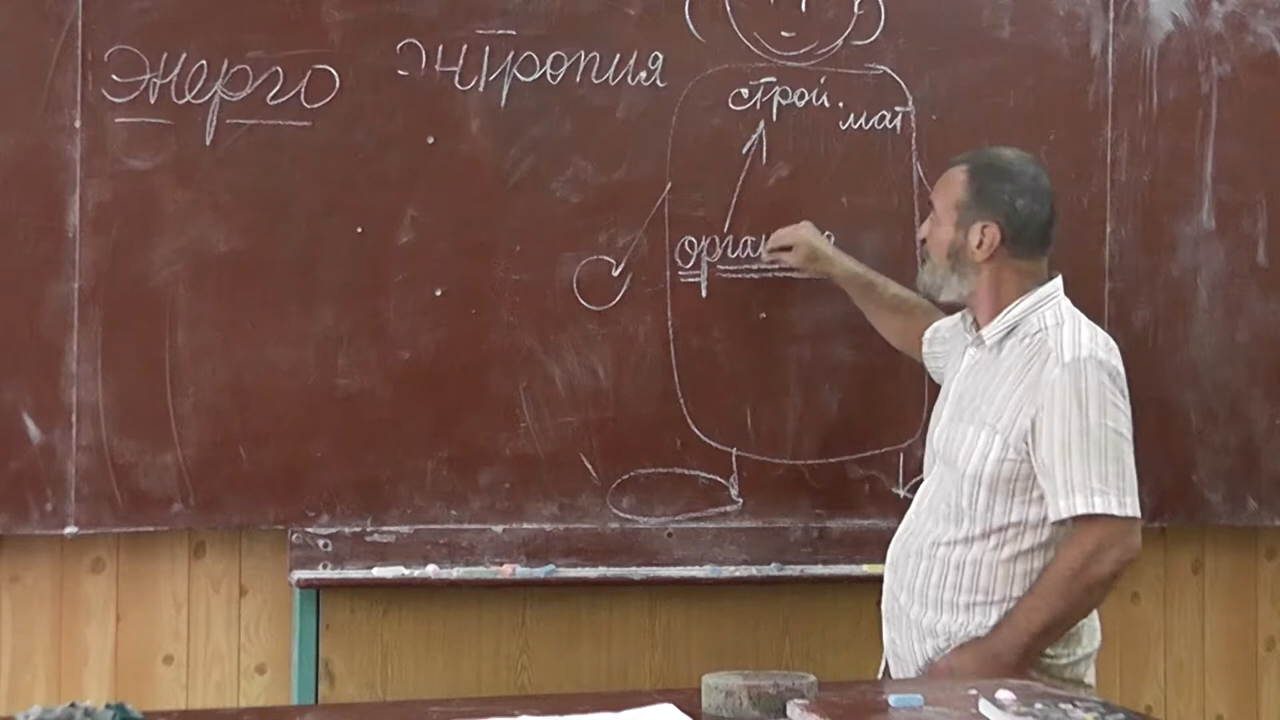 Энерго
Энтропия
строй.
мат